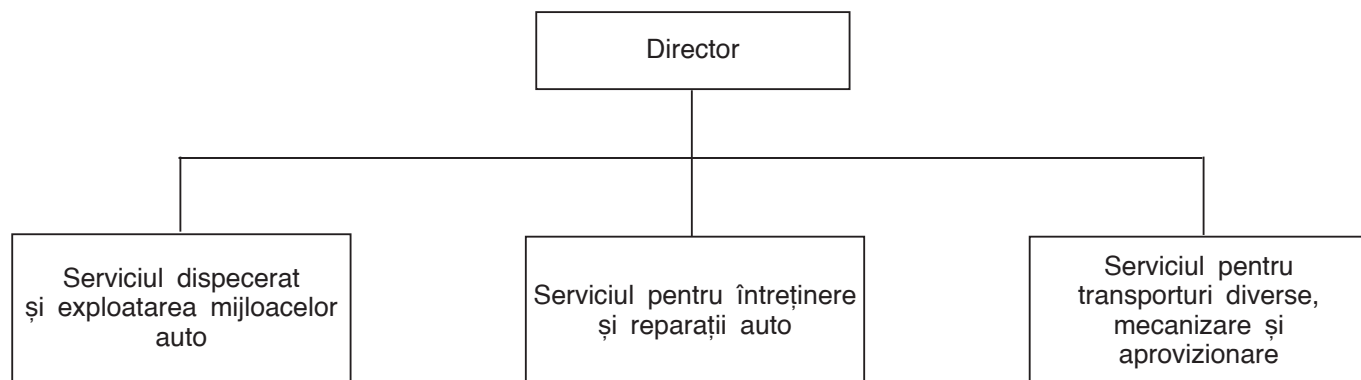 Director
Serviciul dispecerat
și exploatarea mijloacelor
auto
Serviciul pentru întreținere
și reparații auto
Serviciul pentru
transporturi diverse,
mecanizare și
aprovizionare